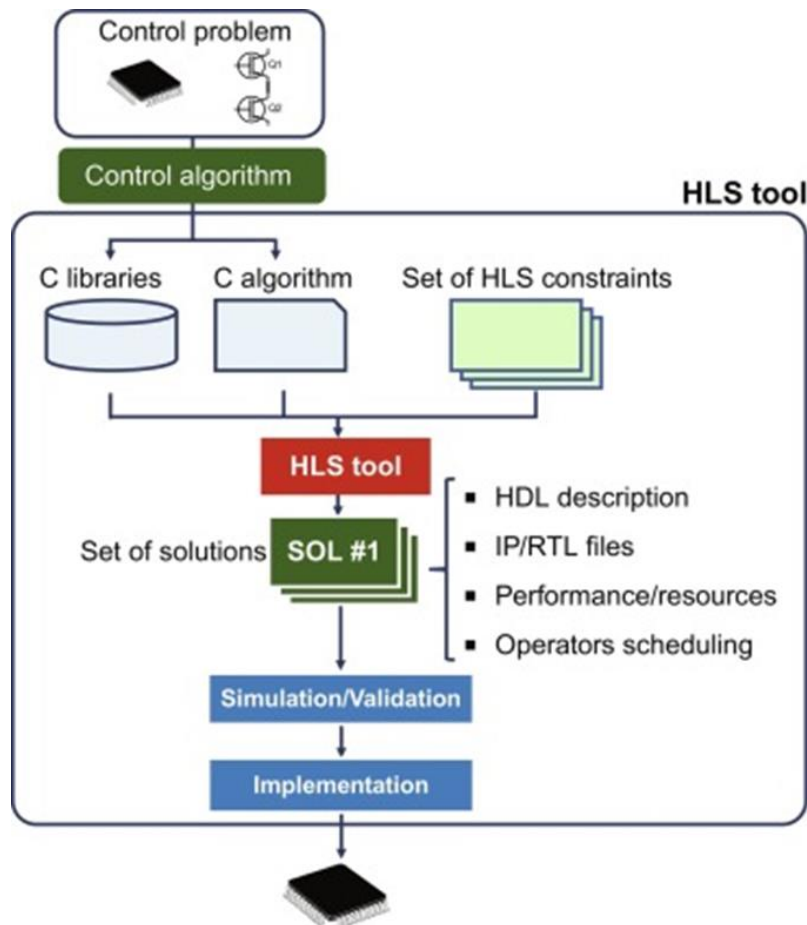 Control problem
Q1
Q2
Control algorithm
HLS tool
C libraries
C algorithm
Set of HLS constraints
HLS tool
Set of solutions
SOL #1
▪ HDL description
▪ IP/RTL files
▪ Performance/resources
▪ Operators scheduling
Simulation/Validation
Implementation